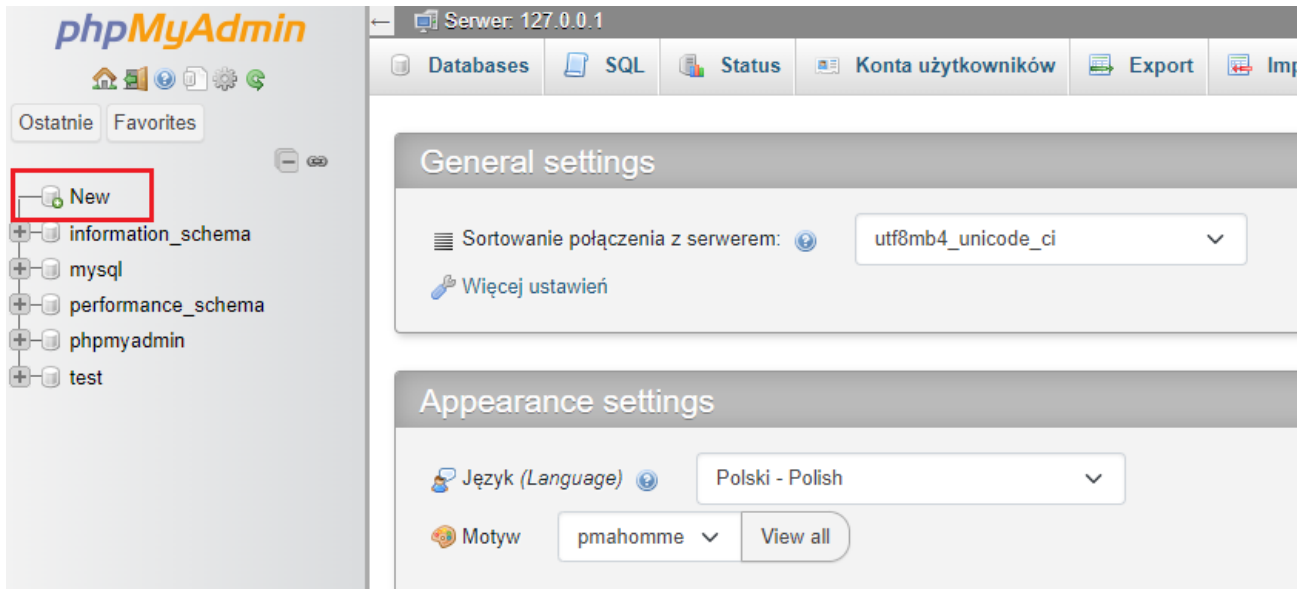 phpMyAdmin
Ostatnie Favorites
New
information_schema
mysql
performance_schema
phpmyadmin
test
Serwer: 127.0.0.1
Databases SQL Status Konta użytkowników Export Imp
General settings
Sortowanie połączenia z serwerem: utf8mb4_unicode_ci
Więcej ustawień
Appearance settings
Język (Language) Polski - Polish
Motyw pmahomme View all